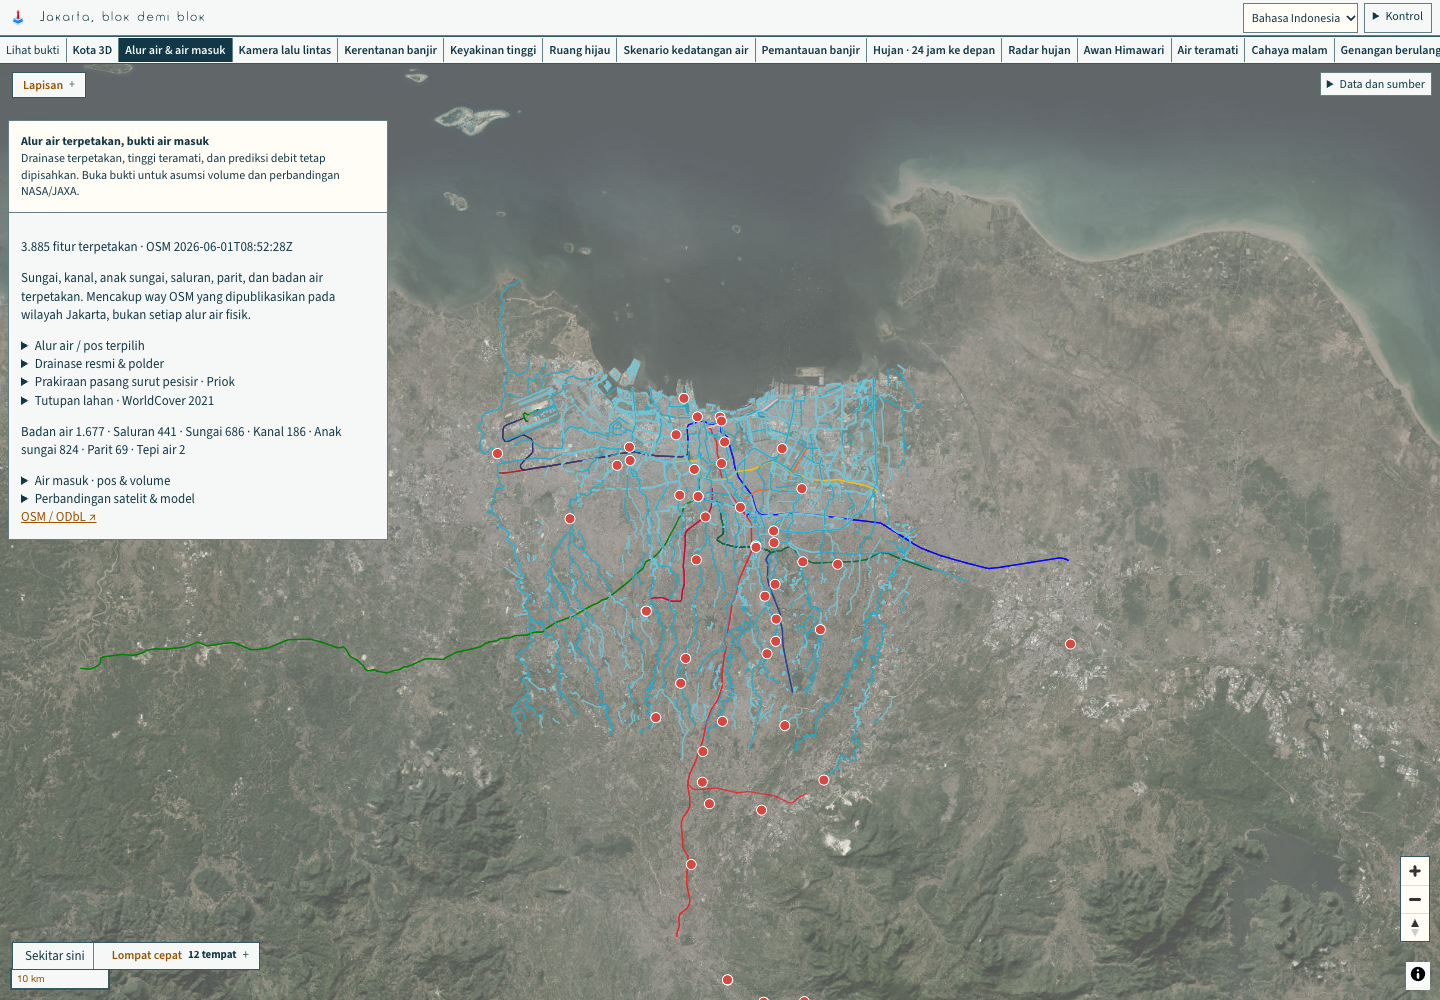 Jakarta, blok demi blok
Bahasa Indonesia
Kontrol
Lihat bukti
Kota 3D
Alur air & air masuk
Kamera lalu lintas
Kerentanan banjir
Keyakinan tinggi
Ruang hijau
Skenario kedatangan air
Pemantauan banjir
Hujan · 24 jam ke depan
Radar hujan
Awan Himawari
Air teramati
Cahaya malam
Genangan berulang
Lapisan +
Data dan sumber
Alur air terpetakan, bukti air masuk
Drainase terpetakan, tinggi teramati, dan prediksi debit tetap
dipisahkan. Buka bukti untuk asumsi volume dan perbandingan
NASA/JAXA.
3.885 fitur terpetakan · OSM 2026-06-01T08:52:28Z
Sungai, kanal, anak sungai, saluran, parit, dan badan air
terpetakan. Mencakup way OSM yang dipublikasikan pada
wilayah Jakarta, bukan setiap alur air fisik.
Alur air / pos terpilih
Drainase resmi & polder
Prakiraan pasang surut pesisir · Priok
Tutupan lahan · WorldCover 2021
Badan air 1.677 · Saluran 441 · Sungai 686 · Kanal 186 · Anak
sungai 824 · Parit 69 · Tepi air 2
Air masuk · pos & volume
Perbandingan satelit & model
OSM / ODbL ↗
Sekitar sini
Lompat cepat 12 tempat +
10 km